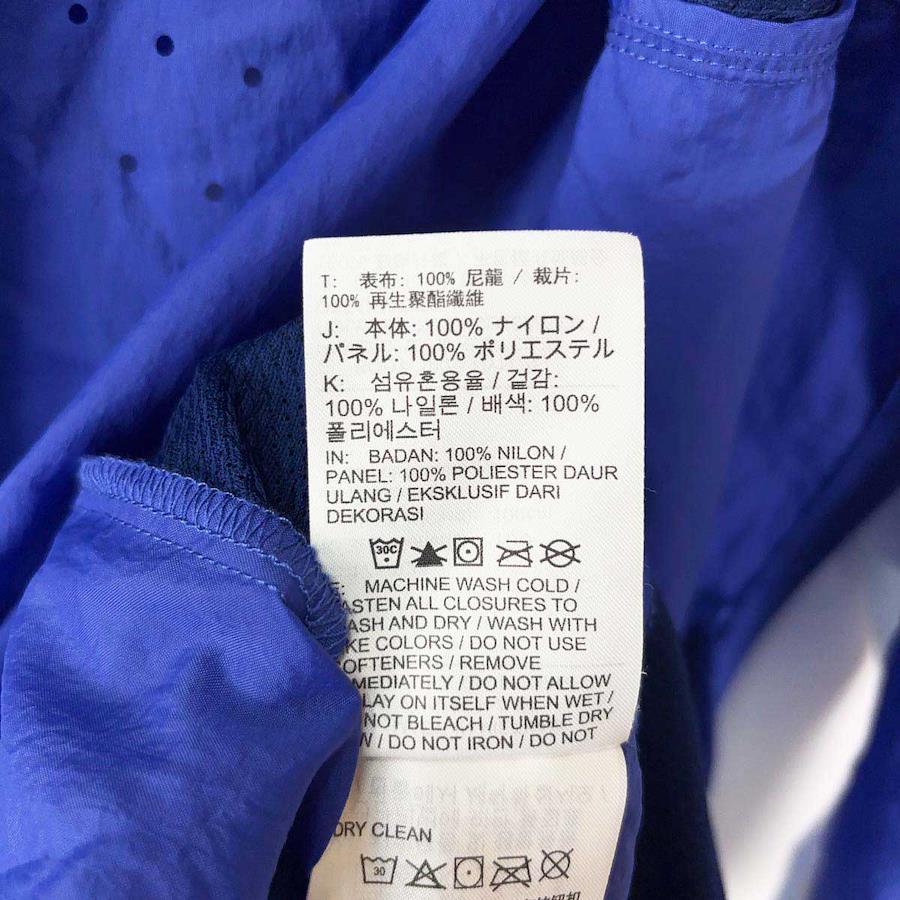 T: 表布: 100% 尼龍 / 裁片:
100% 再生聚酯纖維
J: 本体: 100% ナイロン /
パネル: 100% ポリエステル
K: 섬유혼용율 / 겉감:
100% 나일론 / 배색: 100%
폴리에스터
IN: BADAN: 100% NILON /
PANEL: 100% POLIESTER DAUR
ULANG / EKSKLUSIF DARI
DEKORASI
30C
MACHINE WASH COLD /
ASTEN ALL CLOSURES TO
ASH AND DRY / WASH WITH
KE COLORS / DO NOT USE
OFTENERS / REMOVE
MEDIATELY / DO NOT ALLOW
LAY ON ITSELF WHEN WET /
NOT BLEACH / TUMBLE DRY
W / DO NOT IRON / DO NOT
DRY CLEAN
30